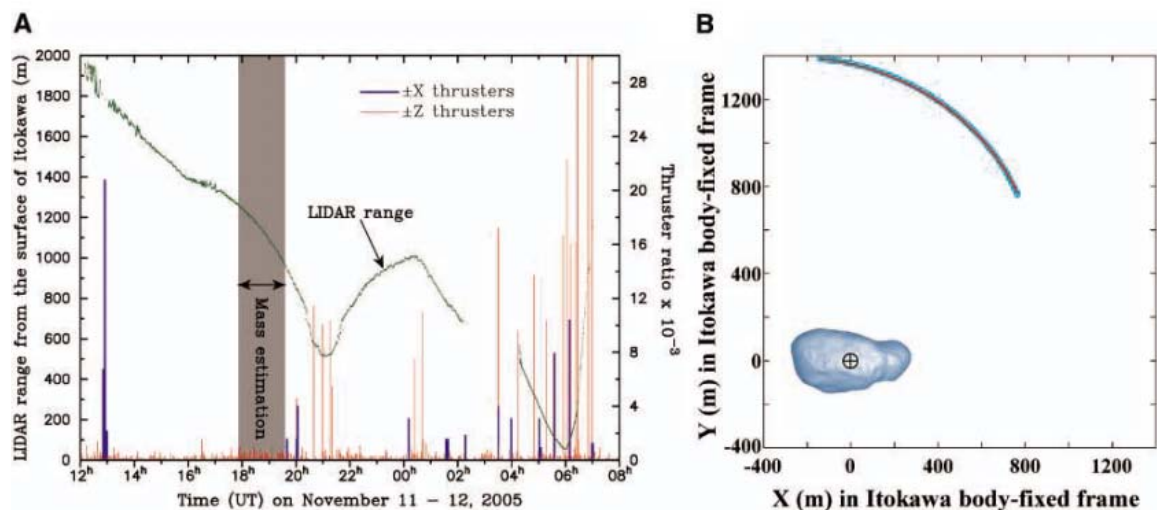 A
LIDAR range from the surface of Itokawa (m)
2000
1800
1600
1400
1200
1000
800
600
400
200
0
±X thrusters
±Z thrusters
LIDAR range
Mass estimation
28
24
20
16
12
8
4
0
Thruster ratio x 10⁻³
12ʰ 14ʰ 16ʰ 18ʰ 20ʰ 22ʰ 00ʰ 02ʰ 04ʰ 06ʰ 08ʰ
Time (UT) on November 11 – 12, 2005
B
Y (m) in Itokawa body-fixed frame
1200
800
400
0
-400
-400 0 400 800 1200
X (m) in Itokawa body-fixed frame